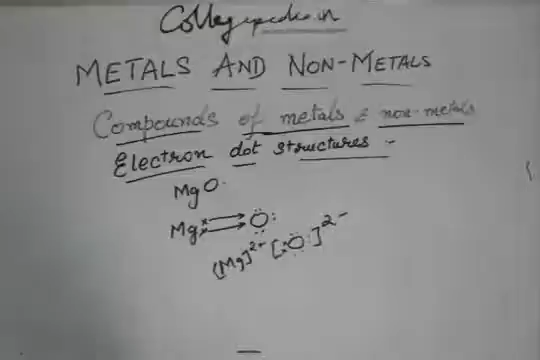 Collegepedia.in
METALS AND NON-METALS
Compounds of metals & non-metals
Electron dot structures -
MgO.
Mg ×× ⇉ Ö:
[Mg]²⁻ [:Ö:]²⁻